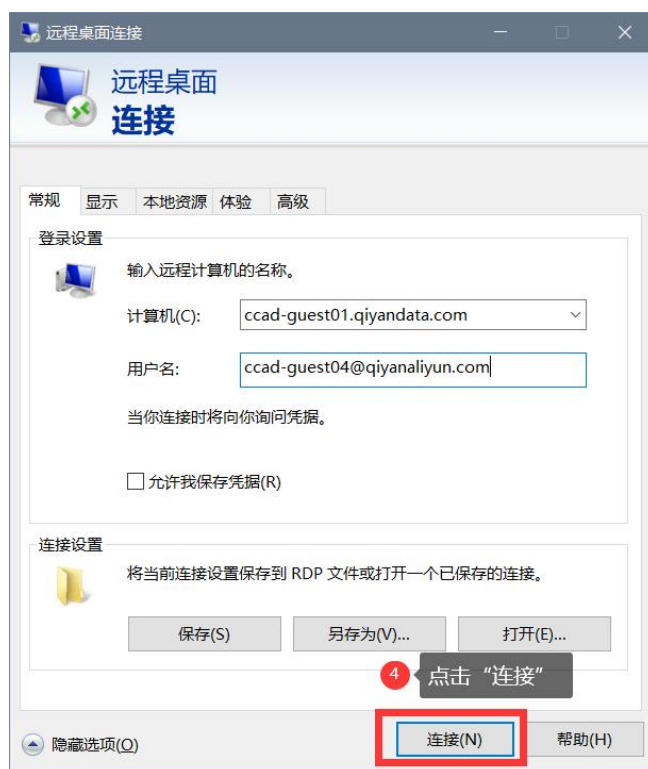 远程桌面连接
远程桌面
连接
常规 显示 本地资源 体验 高级
登录设置
输入远程计算机的名称。
计算机(C): ccad-guest01.qiyandata.com
用户名: ccad-guest04@qiyanaliyun.com
当你连接时将向你询问凭据。
允许我保存凭据(R)
连接设置
将当前连接设置保存到 RDP 文件或打开一个已保存的连接。
保存(S) 另存为(V)... 打开(E)...
4 点击“连接”
隐藏选项(O) 连接(N) 帮助(H)